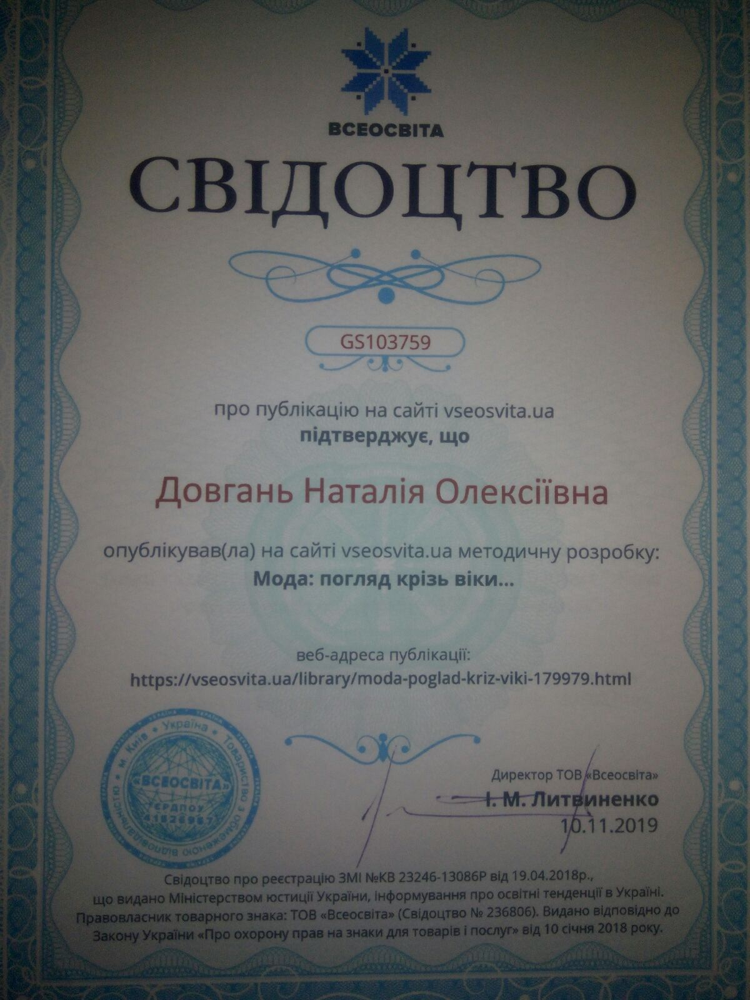 ВСЕОСВІТА
СВІДОЦТВО
GS103759
про публікацію на сайті vseosvita.ua
підтверджує, що
Довгань Наталія Олексіївна
опублікував(ла) на сайті vseosvita.ua методичну розробку:
Мода: погляд крізь віки...
веб-адреса публікації:
https://vseosvita.ua/library/moda-poglad-kriz-viki-179979.html
Україна * Товариство з обмеженою відповідальністю * м. Київ *
«ВСЕОСВІТА»
ЄРДПОУ
Директор ТОВ «Всеосвіта»
І. М. Литвиненко
10.11.2019
Свідоцтво про реєстрацію ЗМІ №КВ 23246-13086Р від 19.04.2018р.,
що видано Міністерством юстиції України, інформування про освітні тенденції в Україні.
Правовласник товарного знака: ТОВ «Всеосвіта» (Свідоцтво № 236806). Видано відповідно до
Закону України «Про охорону прав на знаки для товарів і послуг» від 10 січня 2018 року.